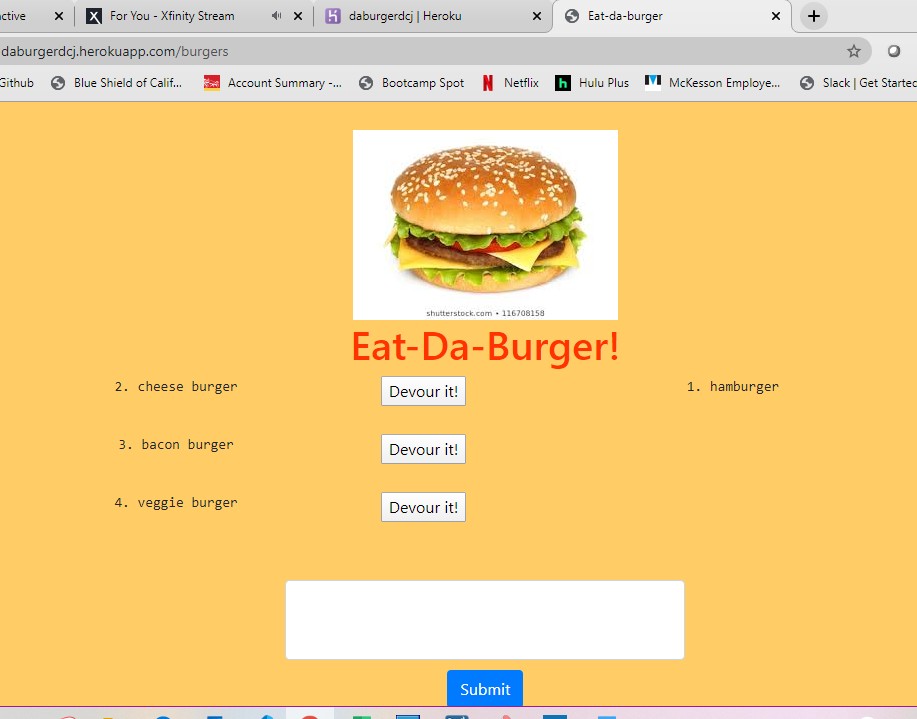 ctive
For You - Xfinity Stream
daburgerdcj | Heroku
Eat-da-burger
daburgerdcj.herokuapp.com/burgers
Github
Blue Shield of Calif...
Account Summary -...
Bootcamp Spot
Netflix
Hulu Plus
McKesson Employe...
Slack | Get Started
shutterstock.com • 116708158
Eat-Da-Burger!
2. cheese burger
Devour it!
1. hamburger
3. bacon burger
Devour it!
4. veggie burger
Devour it!
Submit